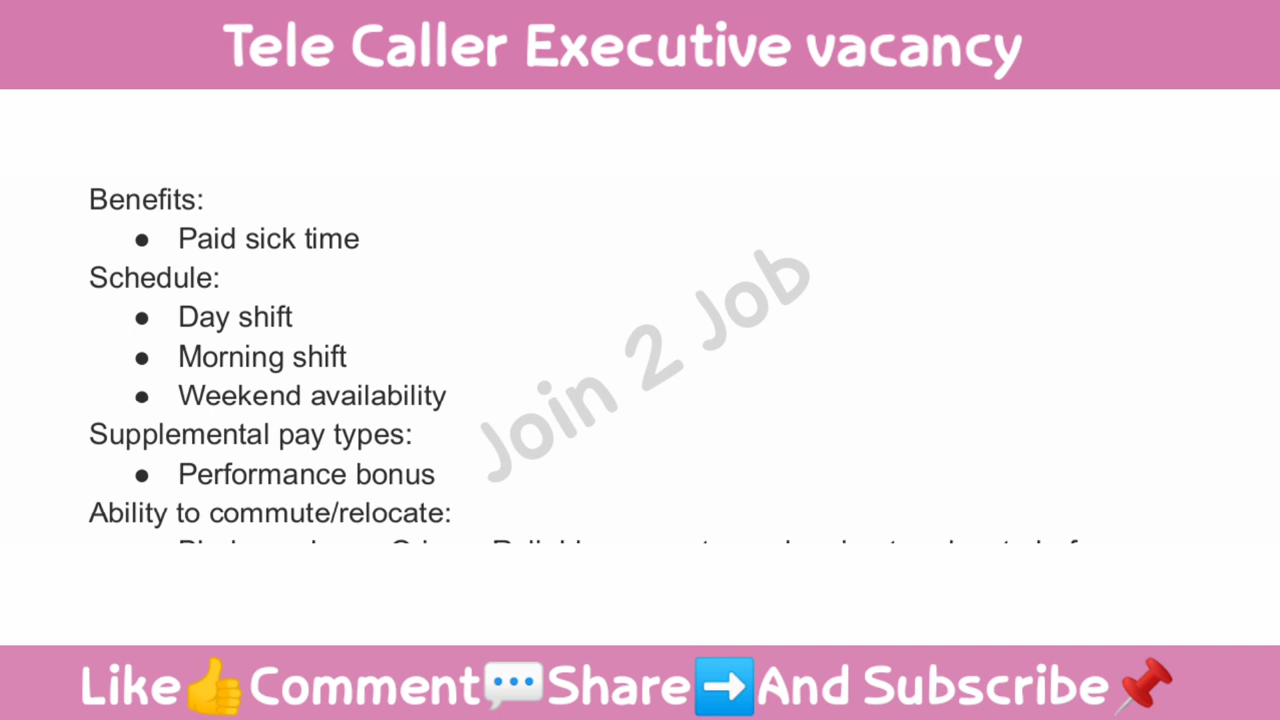 Tele Caller Executive vacancy
Benefits:
● Paid sick time
Schedule:
● Day shift
● Morning shift
● Weekend availability
Supplemental pay types:
● Performance bonus
Ability to commute/relocate:
Join 2 Job
Like👍Comment💬Share➡️And Subscribe📌